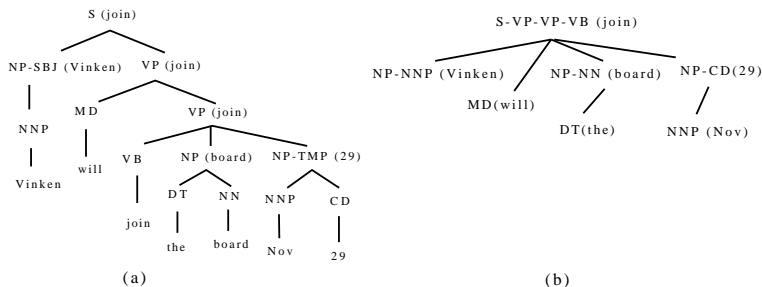 S (join)
NP-SBJ (Vinken)
VP (join)
NNP
MD
VP (join)
Vinken
will
VB
NP (board)
NP-TMP (29)
join
DT
NN
NNP
CD
the
board
Nov
29
(a)
S-VP-VP-VB (join)
NP-NNP (Vinken)
MD(will)
NP-NN (board)
NP-CD(29)
DT(the)
NNP (Nov)
(b)